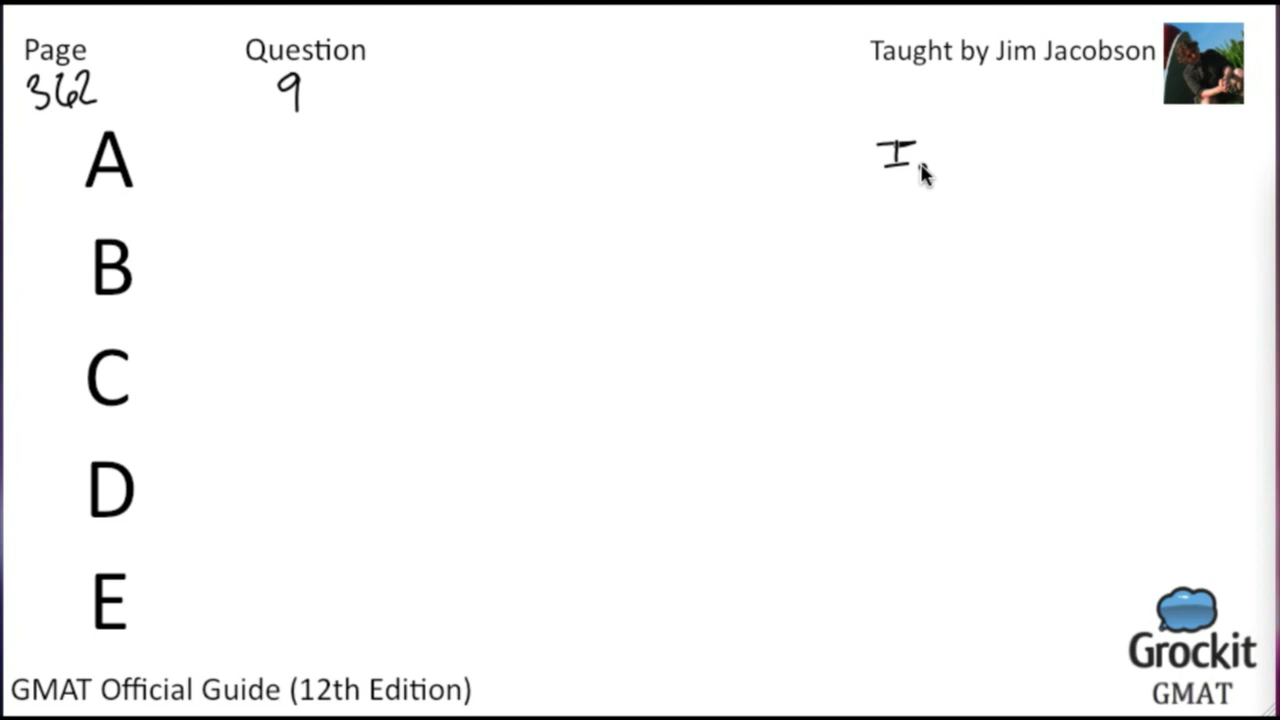 Page Question Taught by Jim Jacobson
362 9
A I
B
C
D
E
Grockit
GMAT
GMAT Official Guide (12th Edition)